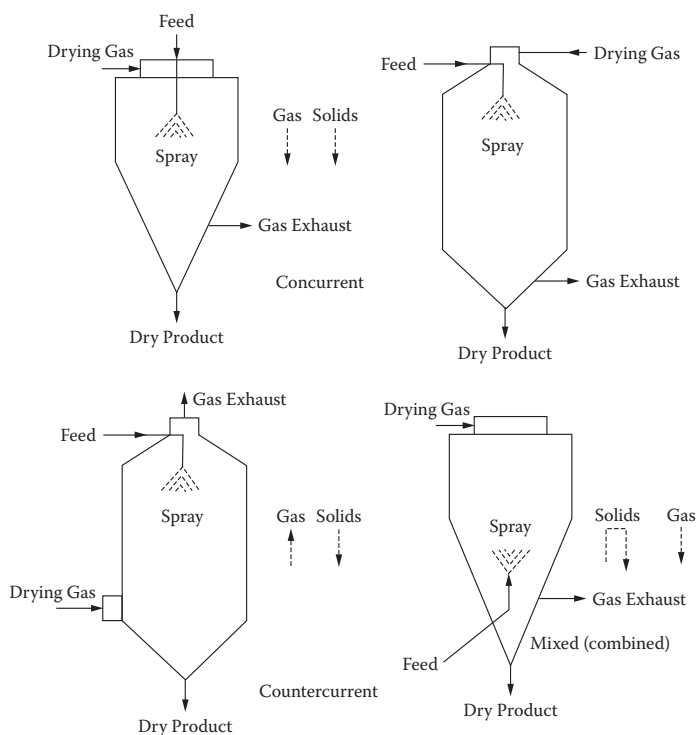 Feed
Drying Gas
Gas Solids
Spray
Gas Exhaust
Concurrent
Dry Product
Drying Gas
Feed
Spray
Gas Exhaust
Dry Product
Gas Exhaust
Feed
Spray
Gas Solids
Drying Gas
Countercurrent
Dry Product
Drying Gas
Spray
Solids Gas
Gas Exhaust
Mixed (combined)
Feed
Dry Product